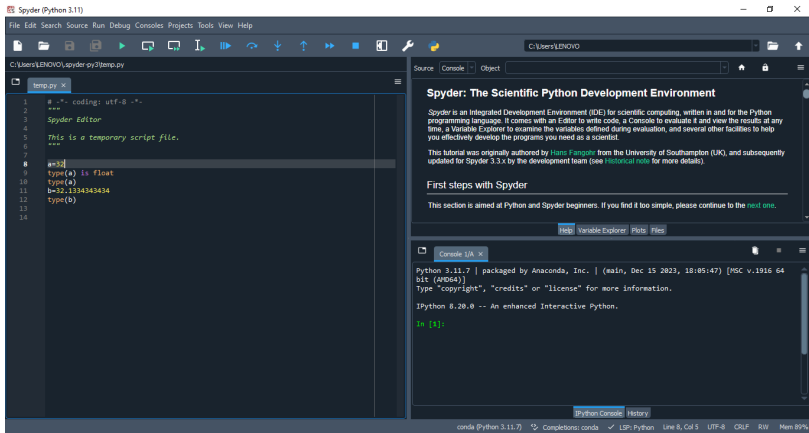 Spyder (Python 3.11)
File Edit Search Source Run Debug Consoles Projects Tools View Help
C:\Users\LENOVO
C:\Users\LENOVO\.spyder-py3\temp.py
temp.py
1 # -*- coding: utf-8 -*-
2 """
3 Spyder Editor
4
5 This is a temporary script file.
6 """
7
8 a=32
9 type(a) is float
10 type(a)
11 b=32.1334343434
12 type(b)
13
14
Source Console Object
Spyder: The Scientific Python Development Environment
Spyder is an Integrated Development Environment (IDE) for scientific computing, written in and for the Python
programming language. It comes with an Editor to write code, a Console to evaluate it and view the results at any
time, a Variable Explorer to examine the variables defined during evaluation, and several other facilities to help
you effectively develop the programs you need as a scientist.
This tutorial was originally authored by Hans Fangohr from the University of Southampton (UK), and subsequently
updated for Spyder 3.3.x by the development team (see Historical note for more details).
First steps with Spyder
This section is aimed at Python and Spyder beginners. If you find it too simple, please continue to the next one.
Help Variable Explorer Plots Files
Console 1/A
Python 3.11.7 | packaged by Anaconda, Inc. | (main, Dec 15 2023, 18:05:47) [MSC v.1916 64
bit (AMD64)]
Type "copyright", "credits" or "license" for more information.
IPython 8.20.0 -- An enhanced Interactive Python.
In [1]:
IPython Console History
conda (Python 3.11.7) Completions: conda LSP: Python Line 8, Col 5 UTF-8 CRLF RW Mem 89%